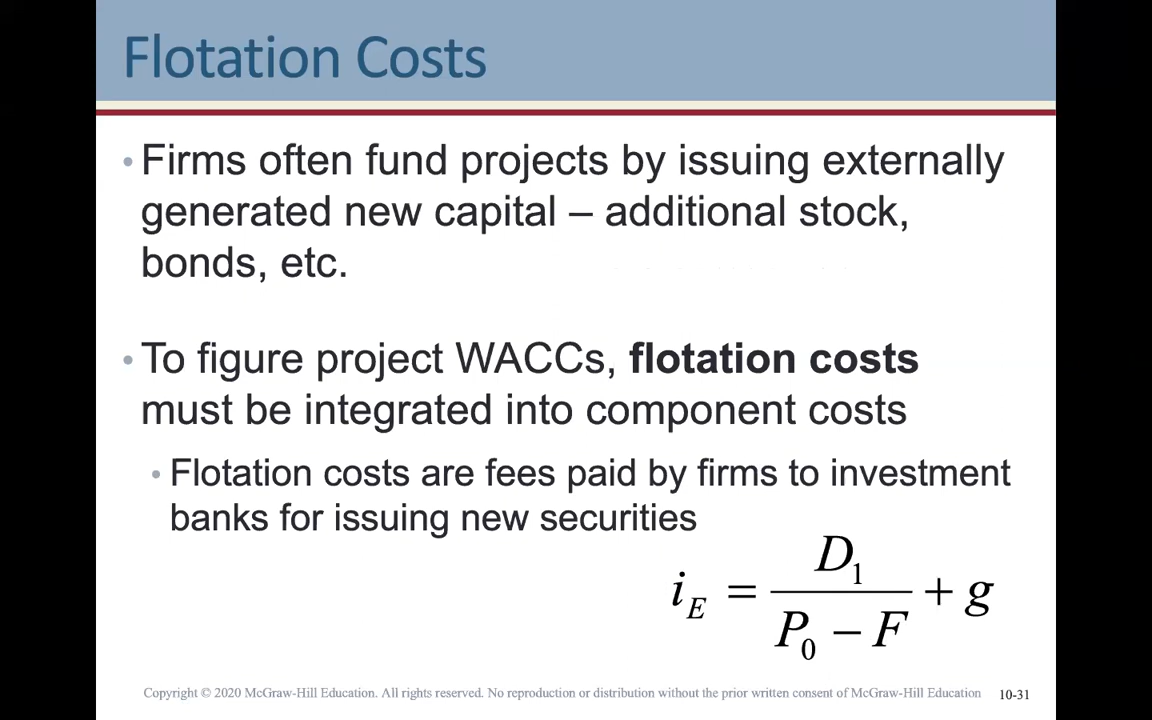 Flotation Costs
• Firms often fund projects by issuing externally
generated new capital – additional stock,
bonds, etc.
• To figure project WACCs, flotation costs
must be integrated into component costs
• Flotation costs are fees paid by firms to investment
banks for issuing new securities
i_E = D_1 / (P_0 − F) + g
Copyright © 2020 McGraw-Hill Education. All rights reserved. No reproduction or distribution without the prior written consent of McGraw-Hill Education 10-31